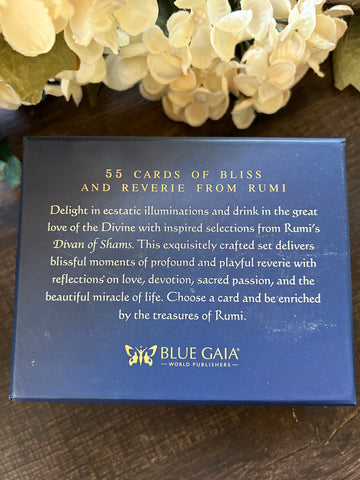 55 CARDS OF BLISS
AND REVERIE FROM RUMI
Delight in ecstatic illuminations and drink in the great
love of the Divine with inspired selections from Rumi's
Divan of Shams. This exquisitely crafted set delivers
blissful moments of profound and playful reverie with
reflections on love, devotion, sacred passion, and the
beautiful miracle of life. Choose a card and be enriched
by the treasures of Rumi.
BLUE GAIA®
— WORLD PUBLISHERS —